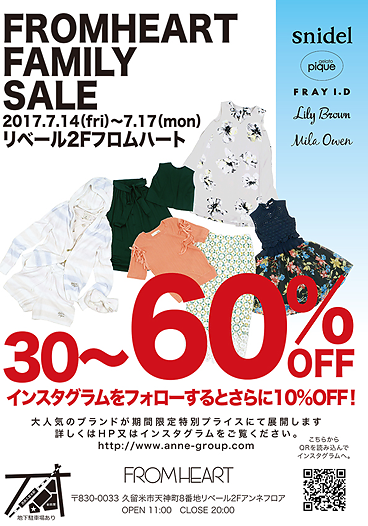 FROMHEART
FAMILY
SALE
2017.7.14(fri)～7.17(mon)
リベール2Fフロムハート
snidel
gelato
pique
FRAY I.D
Lily Brown
Mila Owen
30～60%
OFF
インスタグラムをフォローするとさらに10%OFF!
大人気のブランドが期間限定特別プライスにて展開します
詳しくはHP又はインスタグラムをご覧ください。
http://www.anne-group.com
こちらから
QRを読み込んで
インスタグラムへ。
FROMHEART
〒830-0033 久留米市天神町8番地リベール2Fアンネフロア
OPEN 11:00 CLOSE 20:00
地下駐車場あり